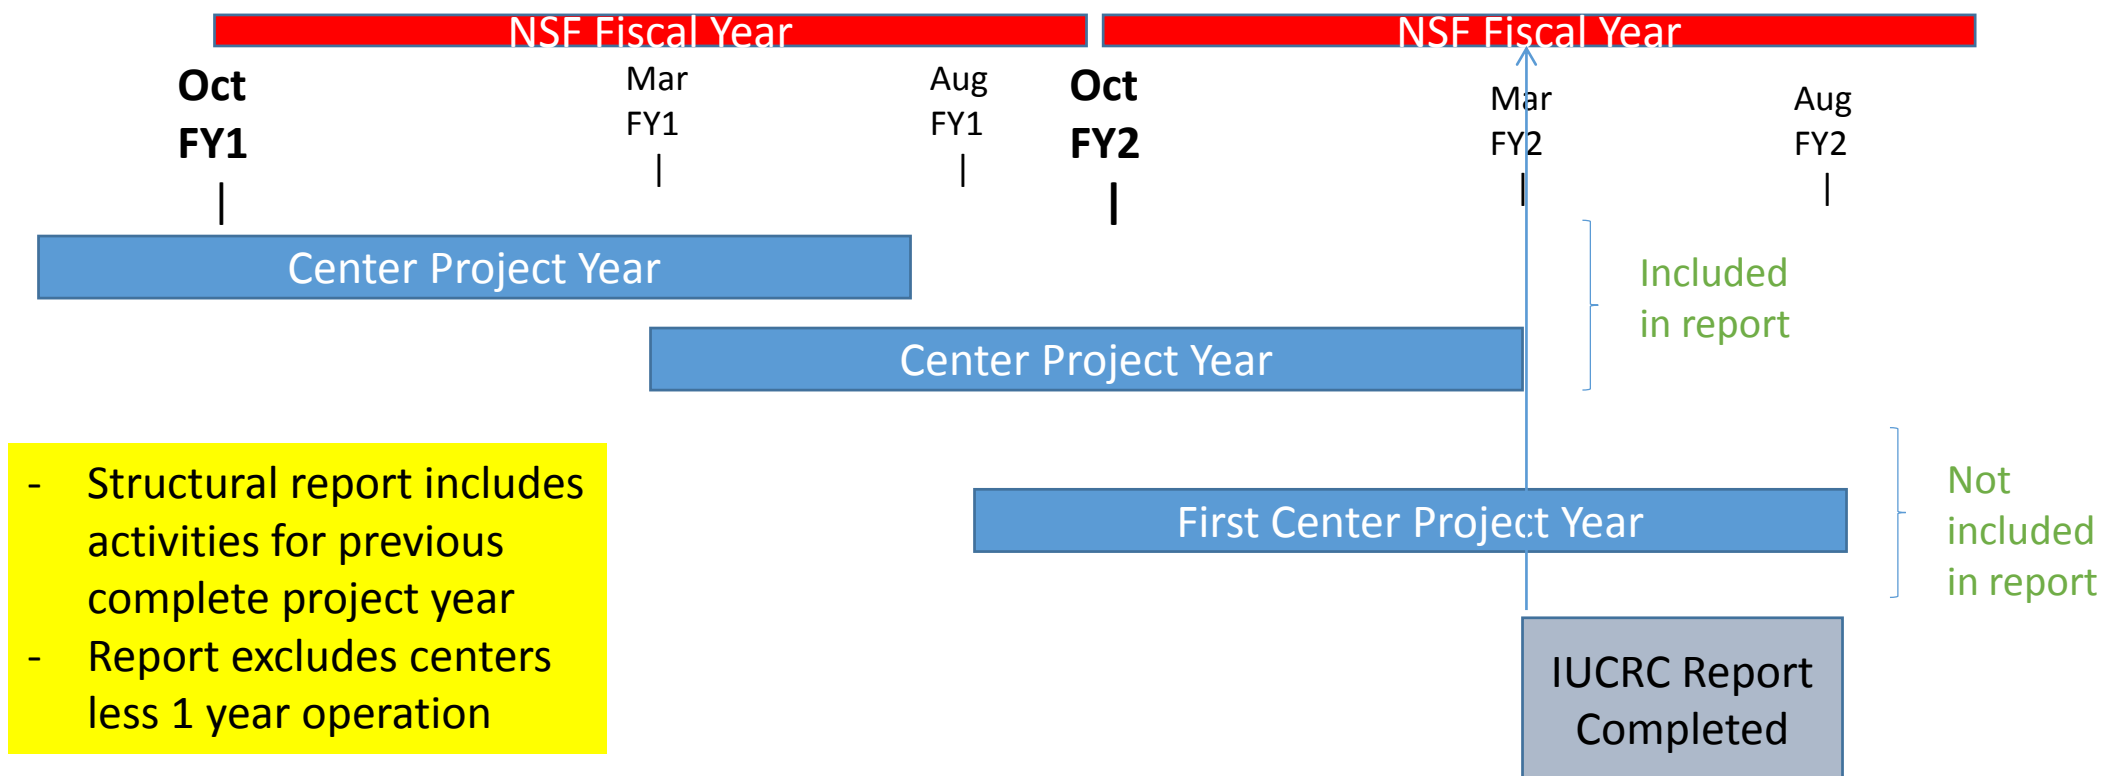 NSF Fiscal Year
NSF Fiscal Year
Oct
FY1
Mar
FY1
Aug
FY1
Oct
FY2
Mar
FY2
Aug
FY2
Center Project Year
Included
in report
Center Project Year
- Structural report includes
activities for previous
complete project year
- Report excludes centers
less 1 year operation
First Center Project Year
Not
included
in report
IUCRC Report
Completed